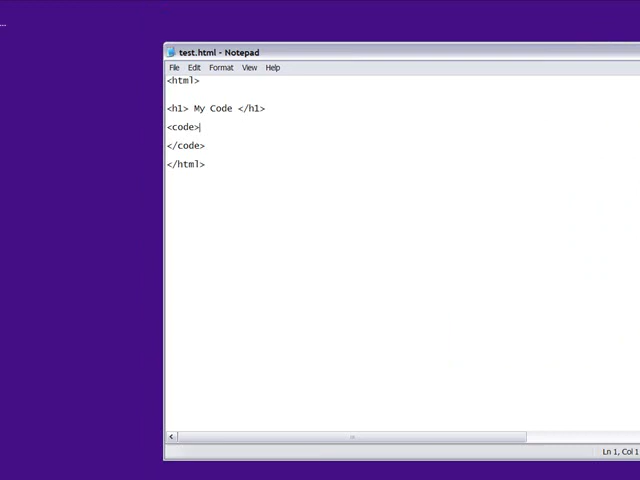 ...
test.html - Notepad
File Edit Format View Help
<html>
<h1> My Code </h1>
<code>
</code>
</html>
Ln 1, Col 1